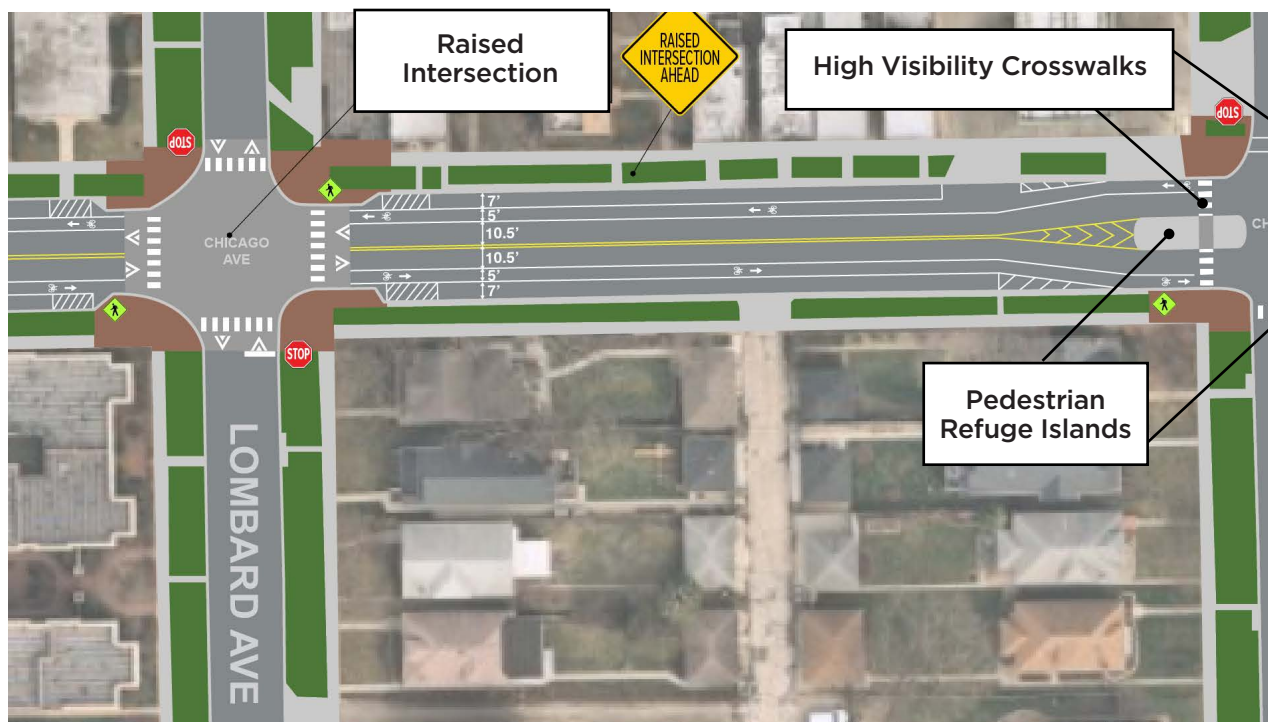 Raised
Intersection
RAISED
INTERSECTION
AHEAD
High Visibility Crosswalks
STOP
STOP
7'
5'
10.5'
10.5'
5'
7'
CHICAGO
AVE
CH
STOP
Pedestrian
Refuge Islands
LOMBARD AVE